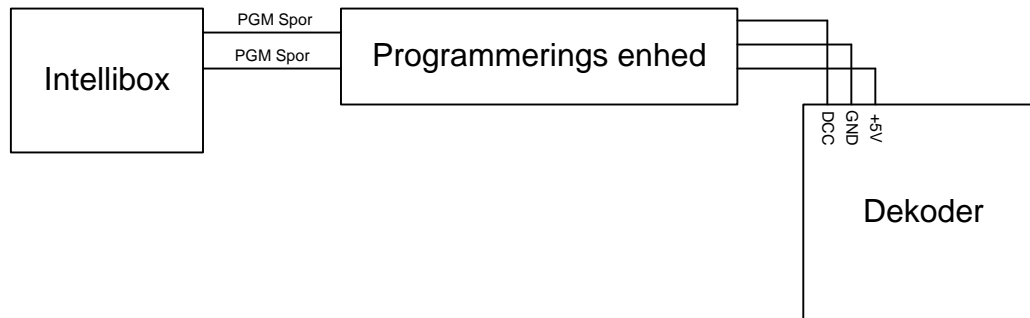 PGM Spor
PGM Spor
Intellibox
Programmerings enhed
DCC
GND
+5V
Dekoder